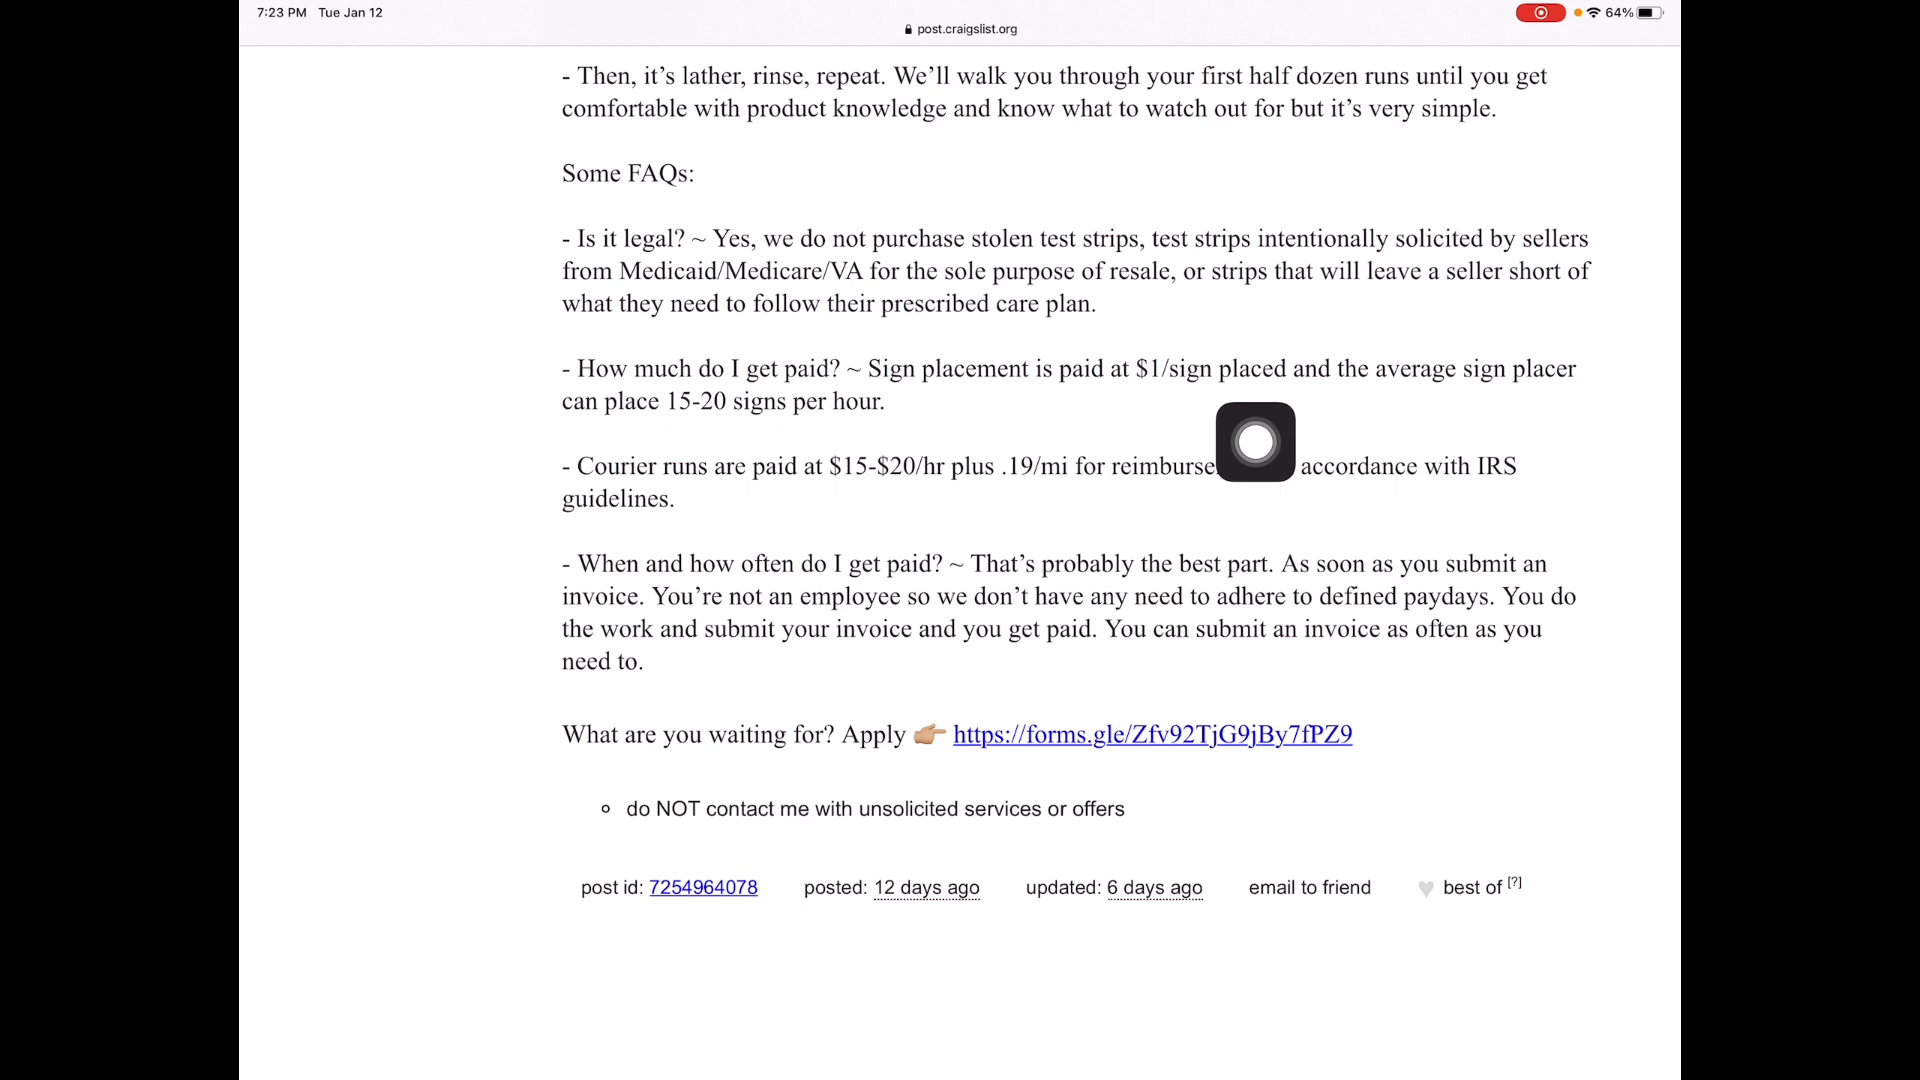 7:23 PM Tue Jan 12
64%
post.craigslist.org
- Then, it’s lather, rinse, repeat. We’ll walk you through your first half dozen runs until you get
comfortable with product knowledge and know what to watch out for but it’s very simple.
Some FAQs:
- Is it legal? ~ Yes, we do not purchase stolen test strips, test strips intentionally solicited by sellers
from Medicaid/Medicare/VA for the sole purpose of resale, or strips that will leave a seller short of
what they need to follow their prescribed care plan.
- How much do I get paid? ~ Sign placement is paid at $1/sign placed and the average sign placer
can place 15-20 signs per hour.
- Courier runs are paid at $15-$20/hr plus .19/mi for reimburse accordance with IRS
guidelines.
- When and how often do I get paid? ~ That’s probably the best part. As soon as you submit an
invoice. You’re not an employee so we don’t have any need to adhere to defined paydays. You do
the work and submit your invoice and you get paid. You can submit an invoice as often as you
need to.
What are you waiting for? Apply 👉🏼 https://forms.gle/Zfv92TjG9jBy7fPZ9
do NOT contact me with unsolicited services or offers
post id: 7254964078 posted: 12 days ago updated: 6 days ago email to friend ♥ best of [?]